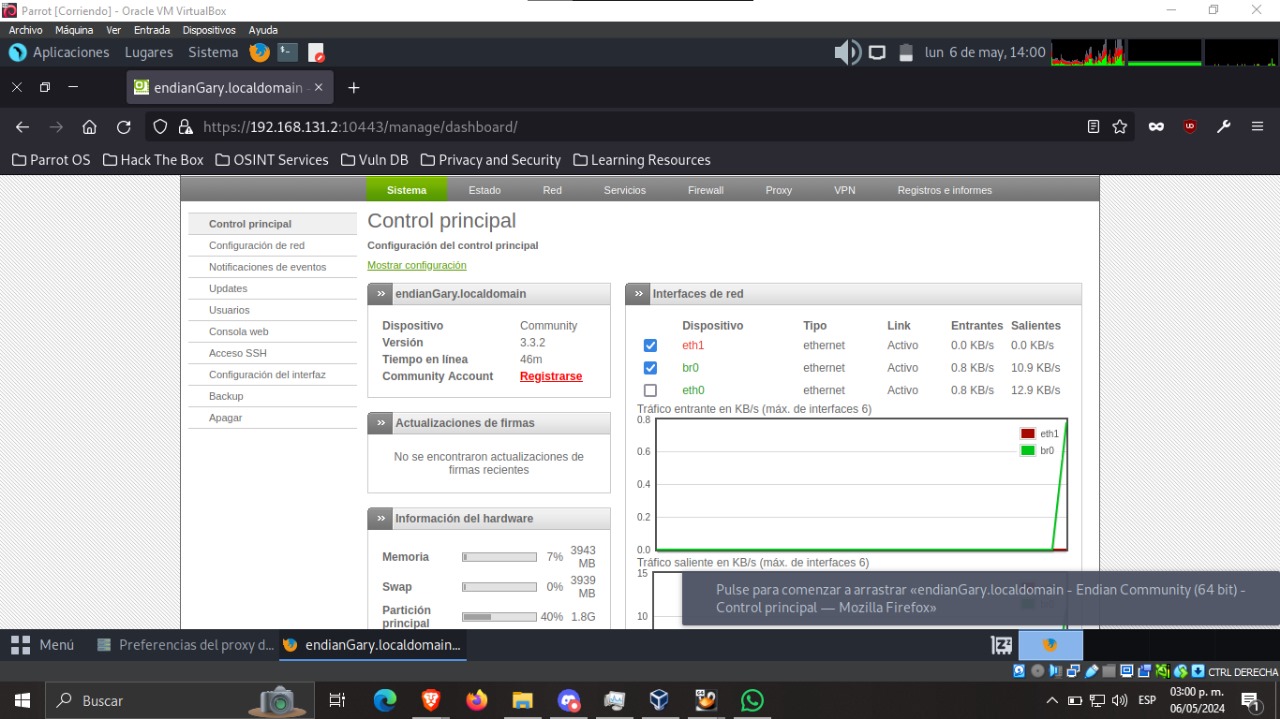 Parrot [Corriendo] - Oracle VM VirtualBox
Archivo Máquina Ver Entrada Dispositivos Ayuda
Aplicaciones Lugares Sistema lun 6 de may, 14:00
endianGary.localdomain -
https://192.168.131.2:10443/manage/dashboard/
Parrot OS Hack The Box OSINT Services Vuln DB Privacy and Security Learning Resources
Sistema Estado Red Servicios Firewall Proxy VPN Registros e informes
Control principal
Configuración de red
Notificaciones de eventos
Updates
Usuarios
Consola web
Acceso SSH
Configuración del interfaz
Backup
Apagar
Control principal
Configuración del control principal
Mostrar configuración
endianGary.localdomain
Dispositivo Community
Versión 3.3.2
Tiempo en línea 46m
Community Account Registrarse
Actualizaciones de firmas
No se encontraron actualizaciones de
firmas recientes
Información del hardware
Memoria 7% 3943
MB
Swap 0% 3939
MB
Partición
principal 40% 1.8G
Interfaces de red
Dispositivo Tipo Link Entrantes Salientes
eth1 ethernet Activo 0.0 KB/s 0.0 KB/s
br0 ethernet Activo 0.8 KB/s 10.9 KB/s
eth0 ethernet Activo 0.8 KB/s 12.9 KB/s
Tráfico entrante en KB/s (máx. de interfaces 6)
0.8
eth1
0.6
br0
0.4
0.2
0.0
Tráfico saliente en KB/s (máx. de interfaces 6)
15
10
Pulse para comenzar a arrastrar «endianGary.localdomain - Endian Community (64 bit) -
Control principal — Mozilla Firefox»
Menú Preferencias del proxy d... endianGary.localdomain...
CTRL DERECHA
Buscar
ESP
03:00 p. m.
06/05/2024
1